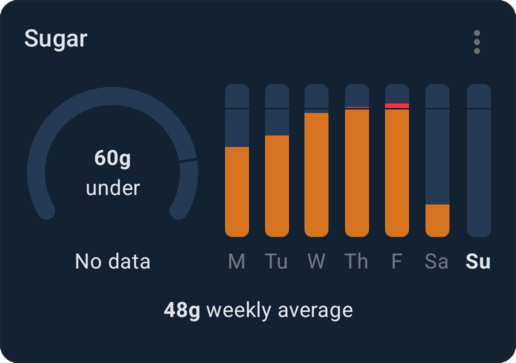 Sugar
60g
under
No data
M Tu W Th F Sa Su
48g weekly average